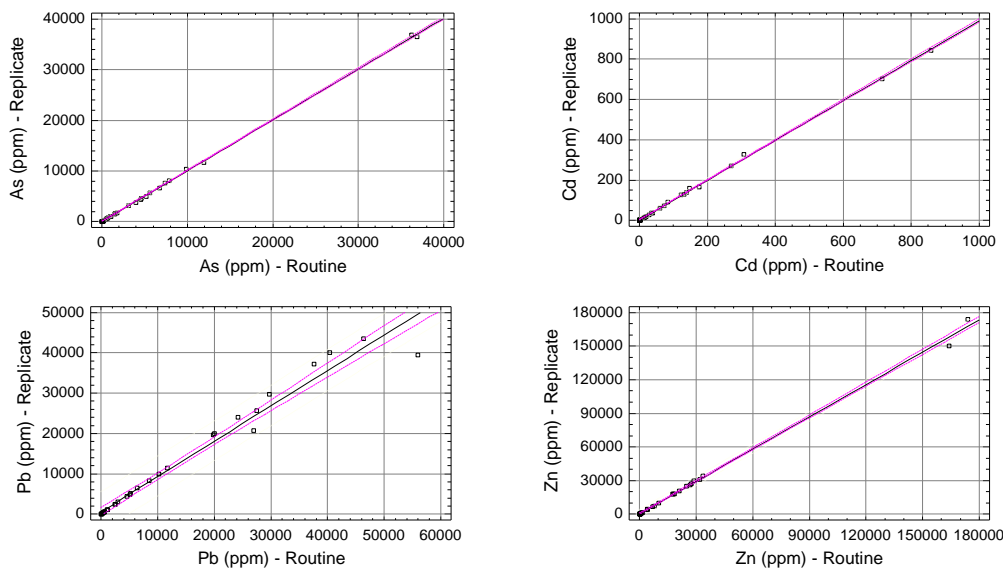 40000
30000
20000
10000
0
As (ppm) - Replicate
0 10000 20000 30000 40000
As (ppm) - Routine
1000
800
600
400
200
0
Cd (ppm) - Replicate
0 200 400 600 800 1000
Cd (ppm) - Routine
50000
40000
30000
20000
10000
0
Pb (ppm) - Replicate
0 10000 20000 30000 40000 50000 60000
Pb (ppm) - Routine
180000
150000
120000
90000
60000
30000
0
Zn (ppm) - Replicate
0 30000 60000 90000 120000 150000 180000
Zn (ppm) - Routine